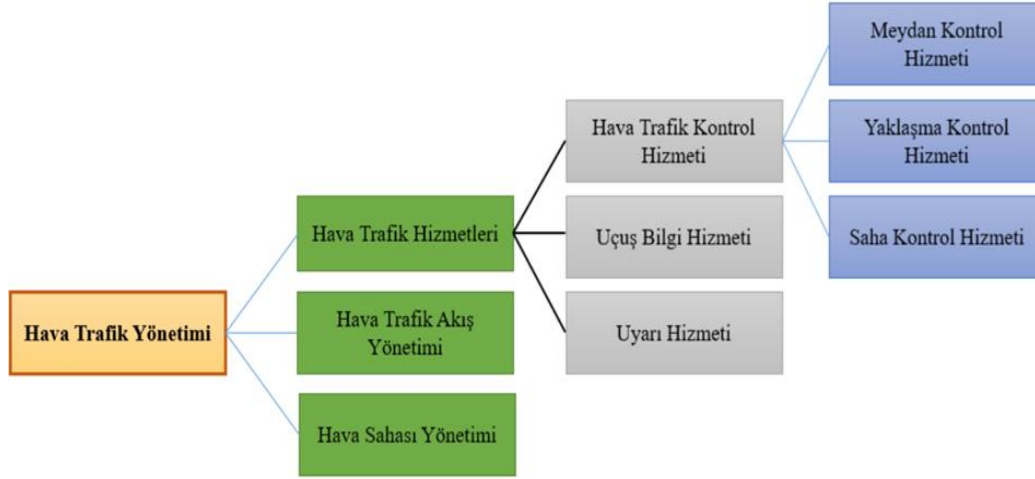 Hava Trafik Yönetimi
Hava Trafik Hizmetleri
Hava Trafik Akış
Yönetimi
Hava Sahası Yönetimi
Hava Trafik Kontrol
Hizmeti
Uçuş Bilgi Hizmeti
Uyarı Hizmeti
Meydan Kontrol
Hizmeti
Yaklaşma Kontrol
Hizmeti
Saha Kontrol Hizmeti